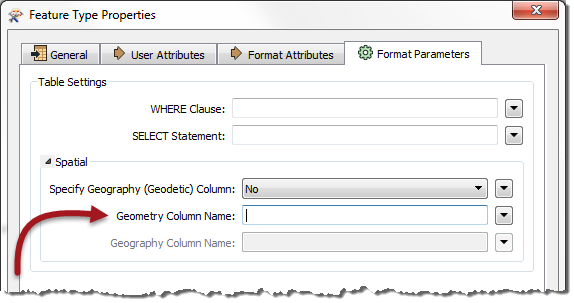 Feature Type Properties
General
User Attributes
Format Attributes
Format Parameters
Table Settings
WHERE Clause:
SELECT Statement:
Spatial
Specify Geography (Geodetic) Column: No
Geometry Column Name:
Geography Column Name: